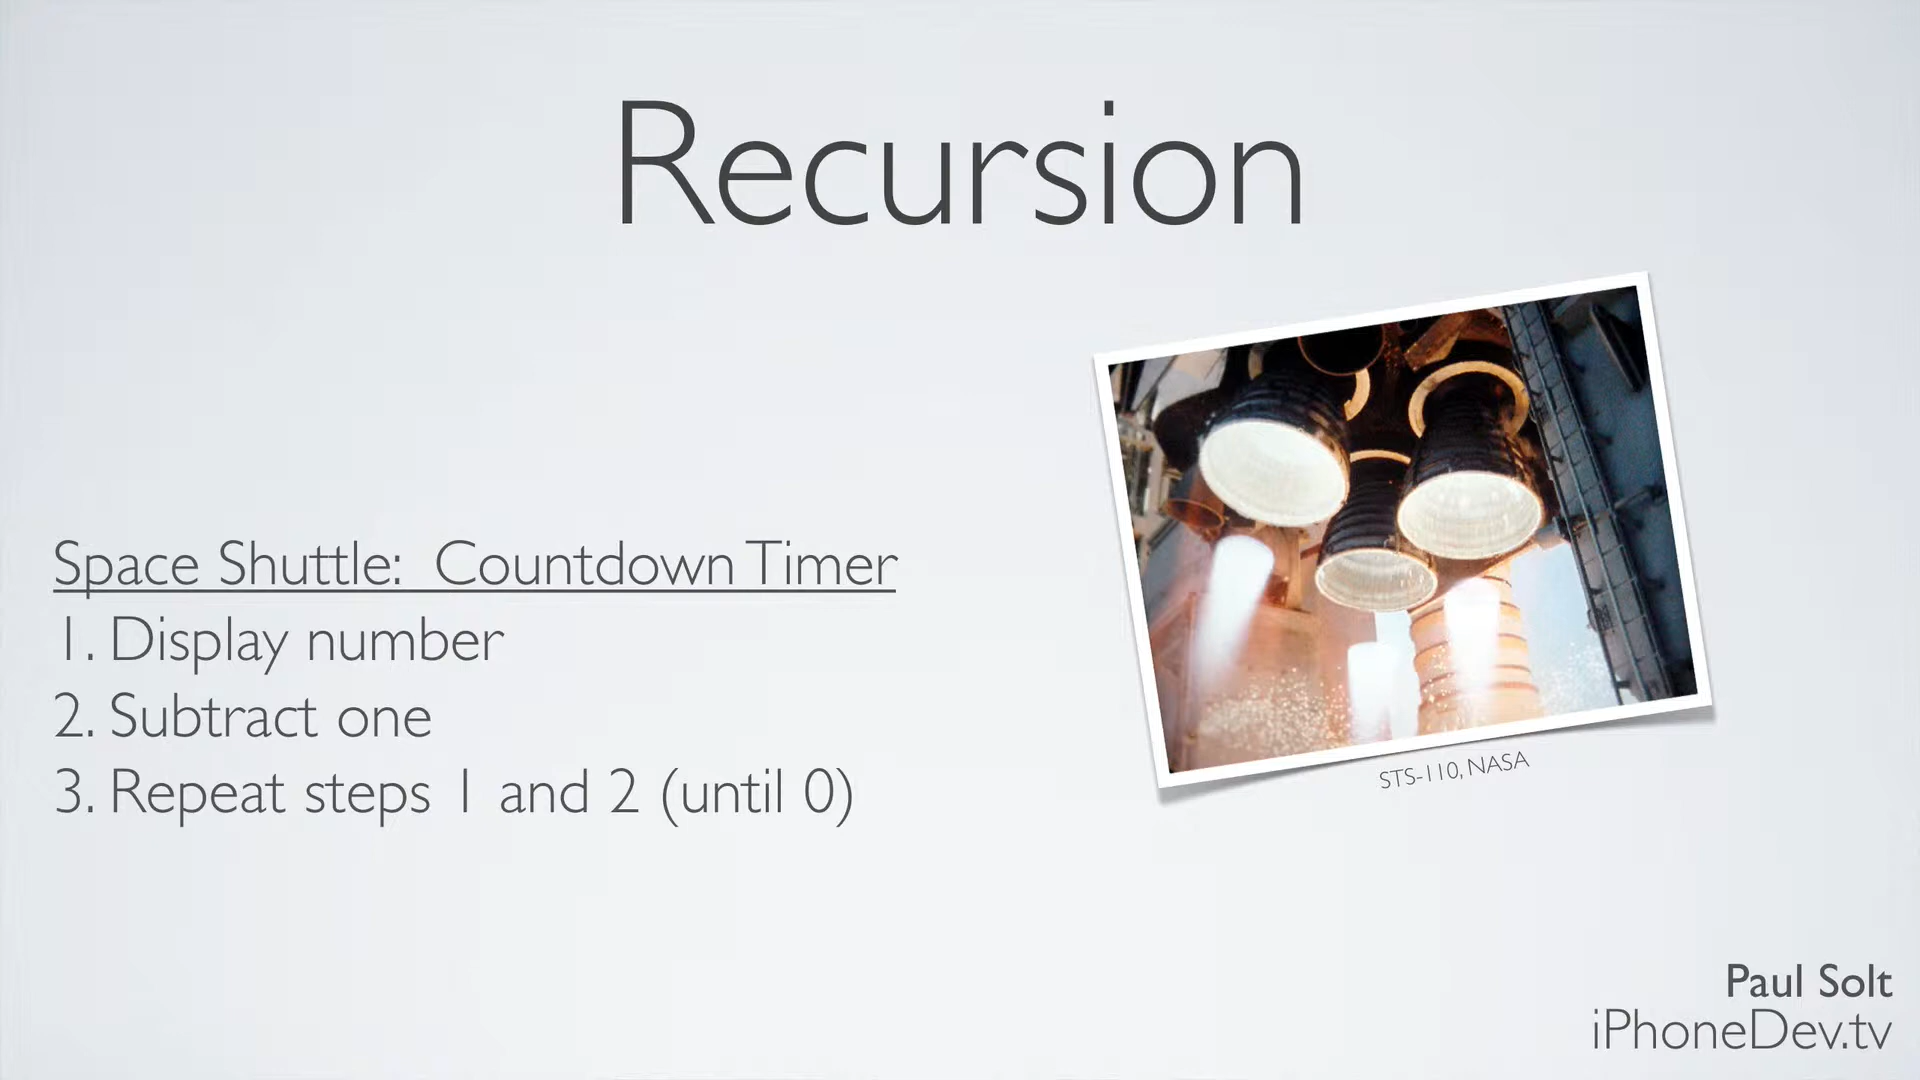 Recursion
Space Shuttle:  Countdown Timer
1. Display number
2. Subtract one
3. Repeat steps 1 and 2 (until 0)
STS-110, NASA
Paul Solt
iPhoneDev.tv